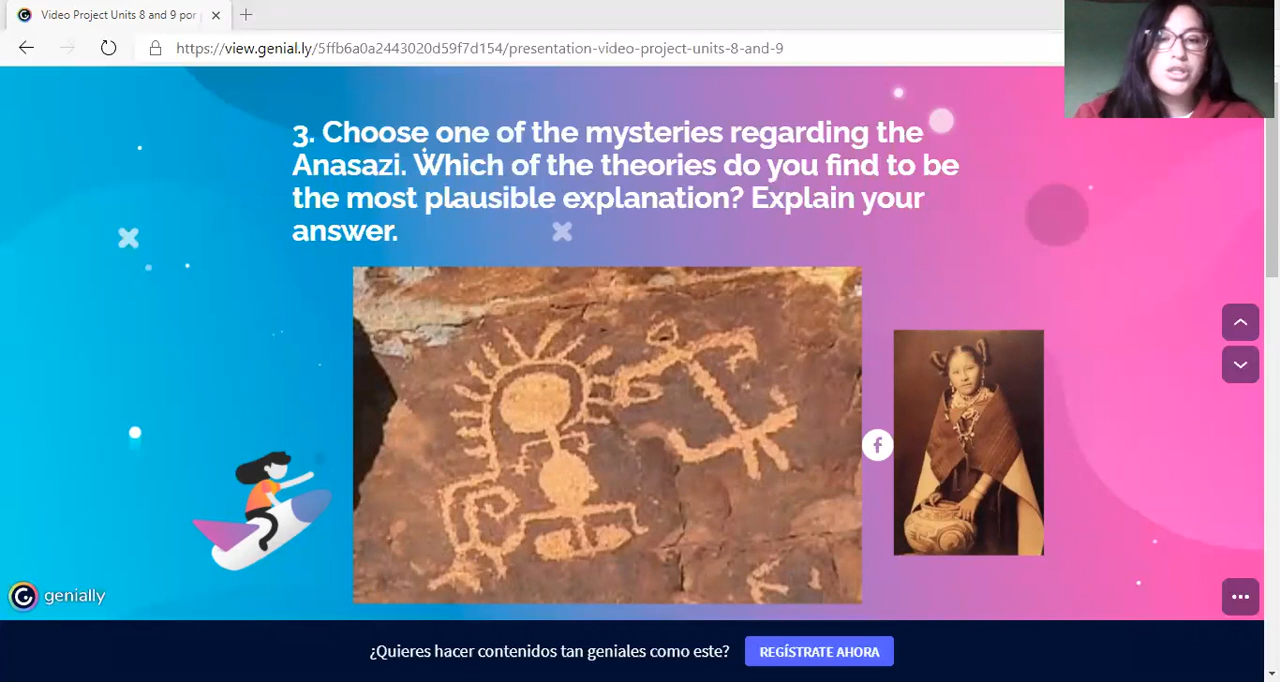 Video Project Units 8 and 9 por
https://view.genial.ly/5ffb6a0a2443020d59f7d154/presentation-video-project-units-8-and-9
3. Choose one of the mysteries regarding the
Anasazi. Which of the theories do you find to be
the most plausible explanation? Explain your
answer.
genially
¿Quieres hacer contenidos tan geniales como este?
REGÍSTRATE AHORA